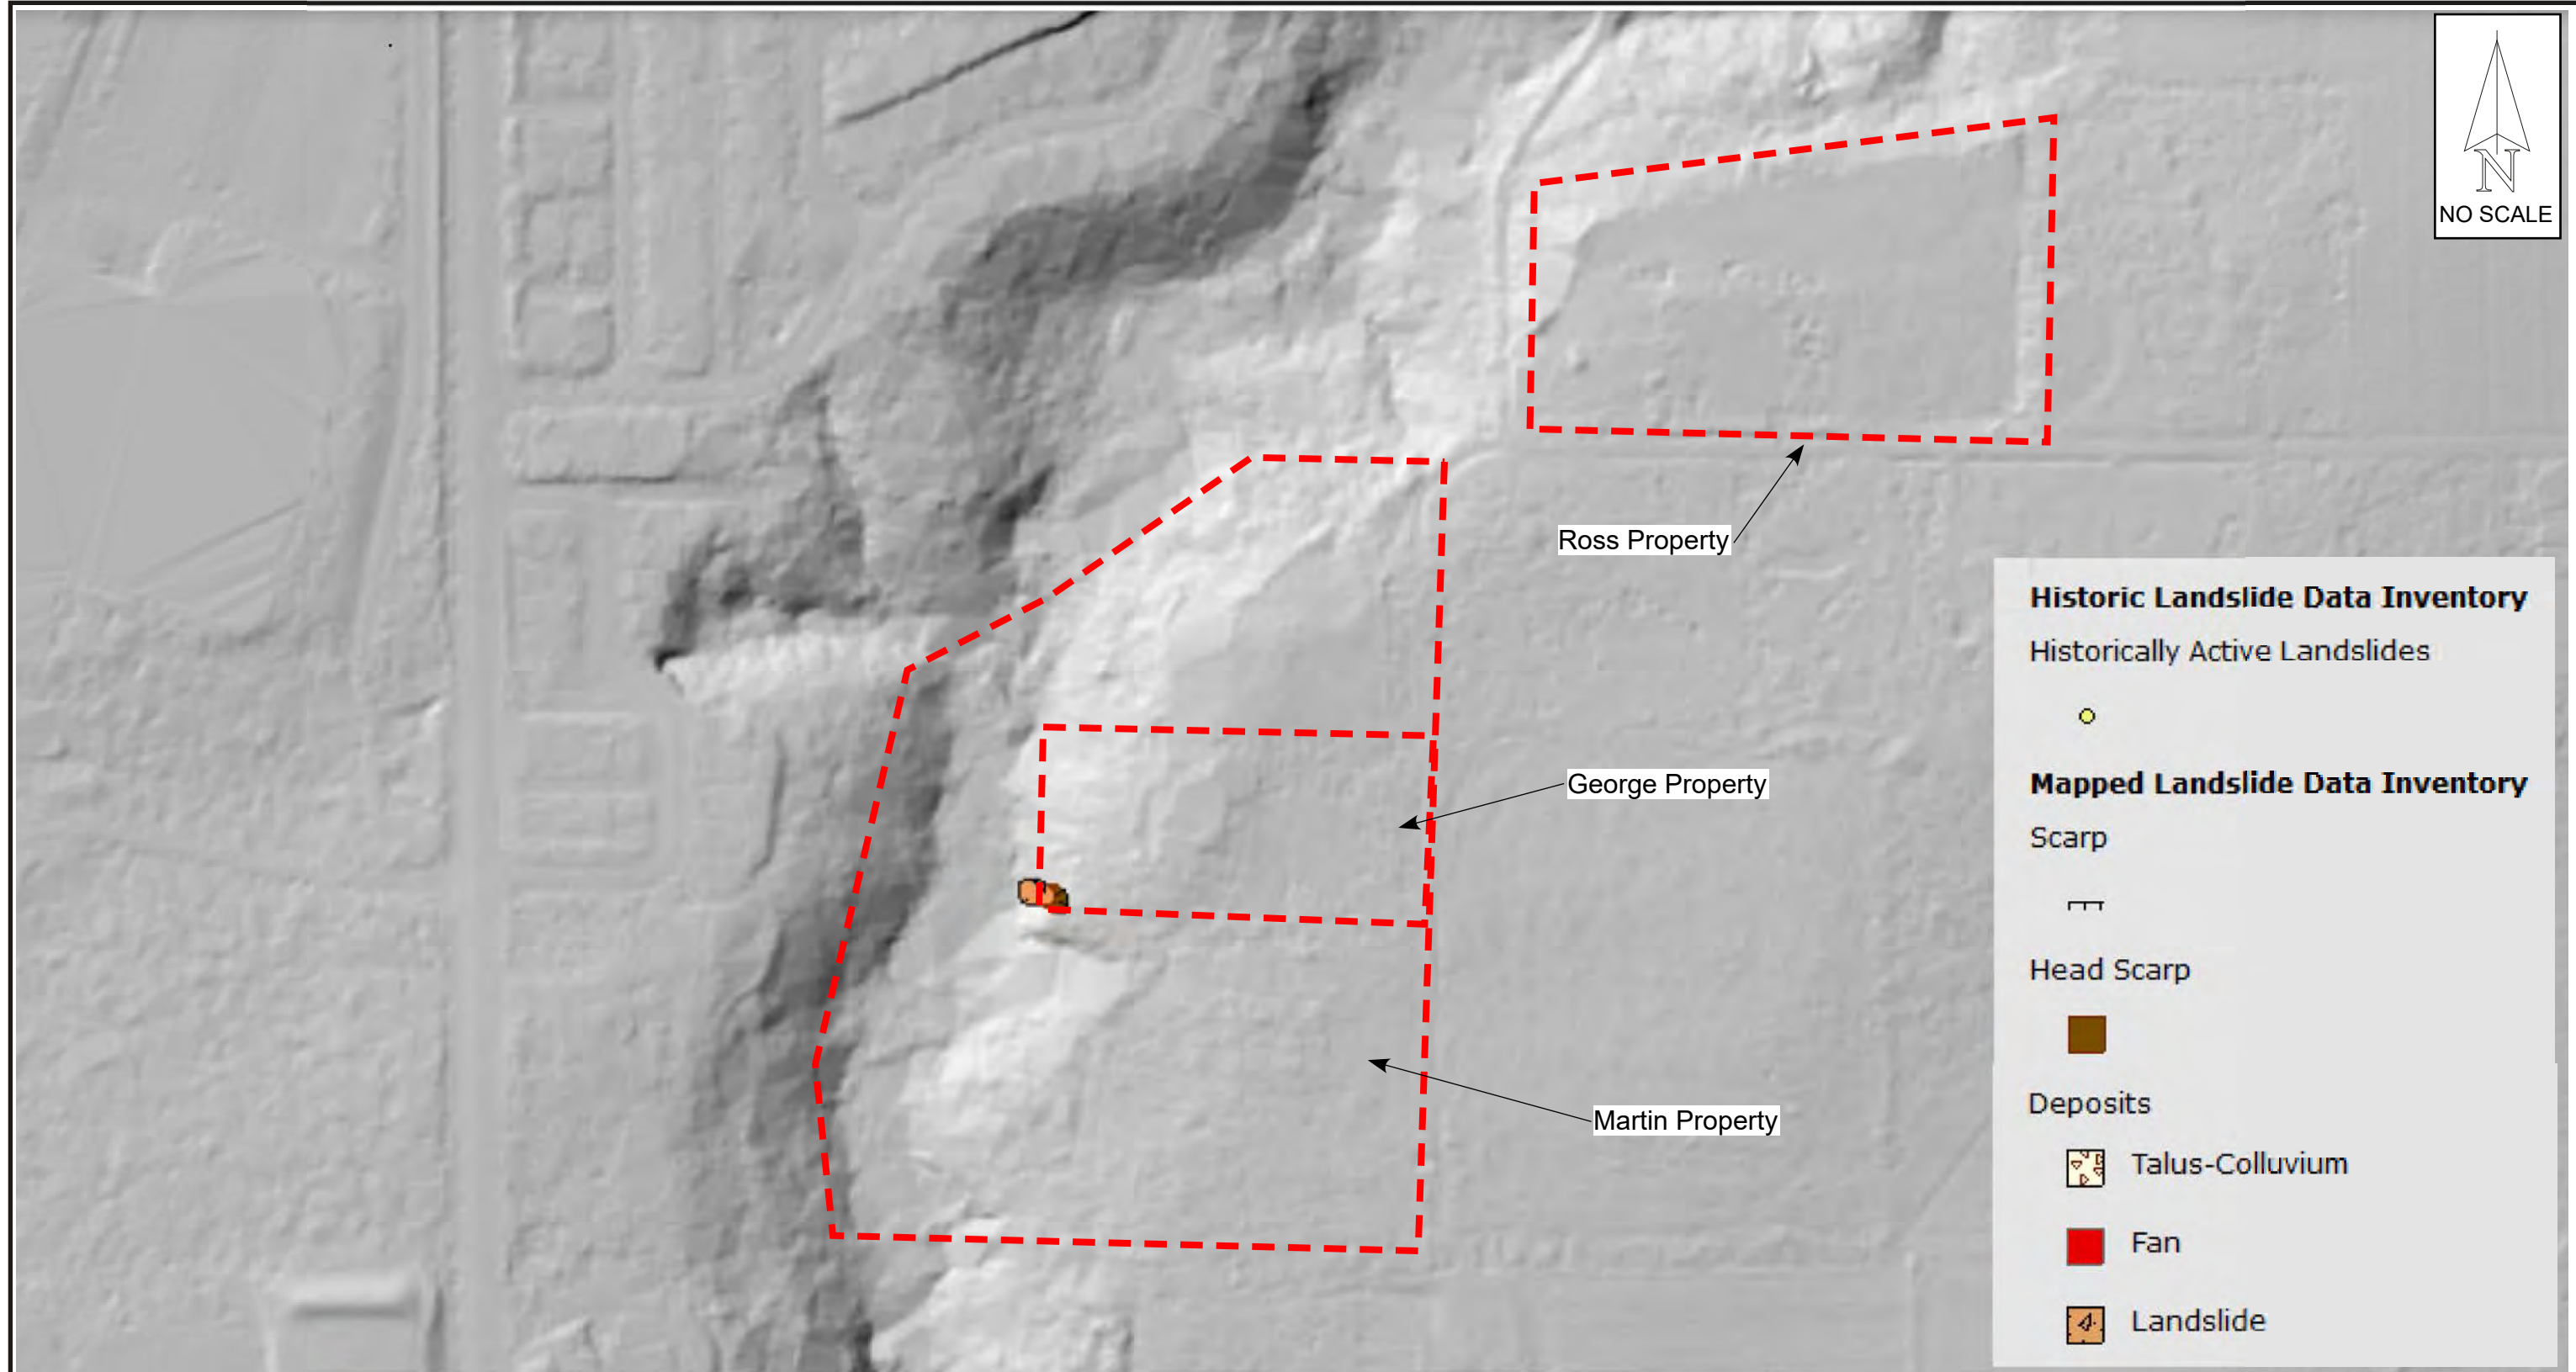 N
NO SCALE
Ross Property
George Property
Martin Property
Historic Landslide Data Inventory
Historically Active Landslides
Mapped Landslide Data Inventory
Scarp
Head Scarp
Deposits
Talus-Colluvium
Fan
Landslide